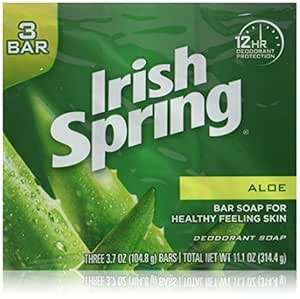 3
BAR
12HR
DEODORANT
PROTECTION
Irish
Spring®
ALOE
BAR SOAP FOR
HEALTHY FEELING SKIN
DEODORANT SOAP
THREE 3.7 OZ (104.8 g) BARS | TOTAL NET WT 11.1 OZ (314.4 g)